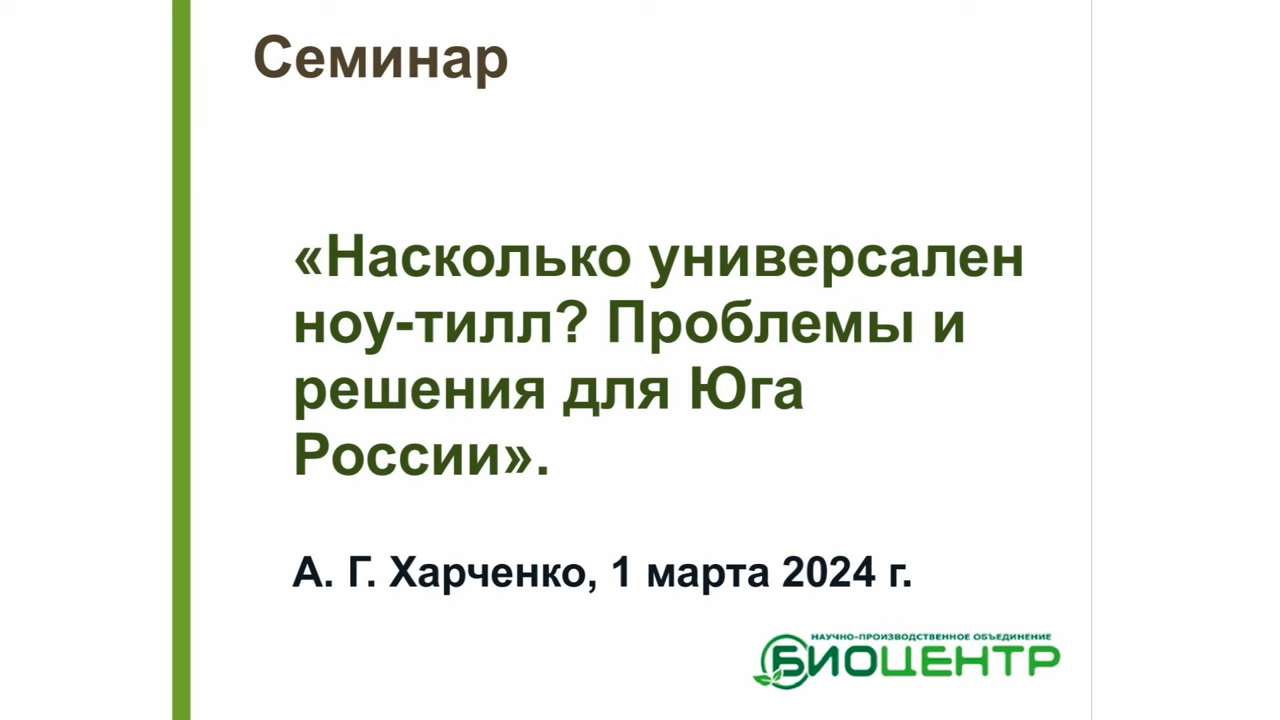 Семинар
«Насколько универсален
ноу-тилл? Проблемы и
решения для Юга
России».
А. Г. Харченко, 1 марта 2024 г.
НАУЧНО-ПРОИЗВОДСТВЕННОЕ ОБЪЕДИНЕНИЕ
БИОЦЕНТР